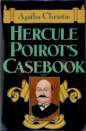 Agatha Christie
HERCULE
POIROT'S
CASEBOOK